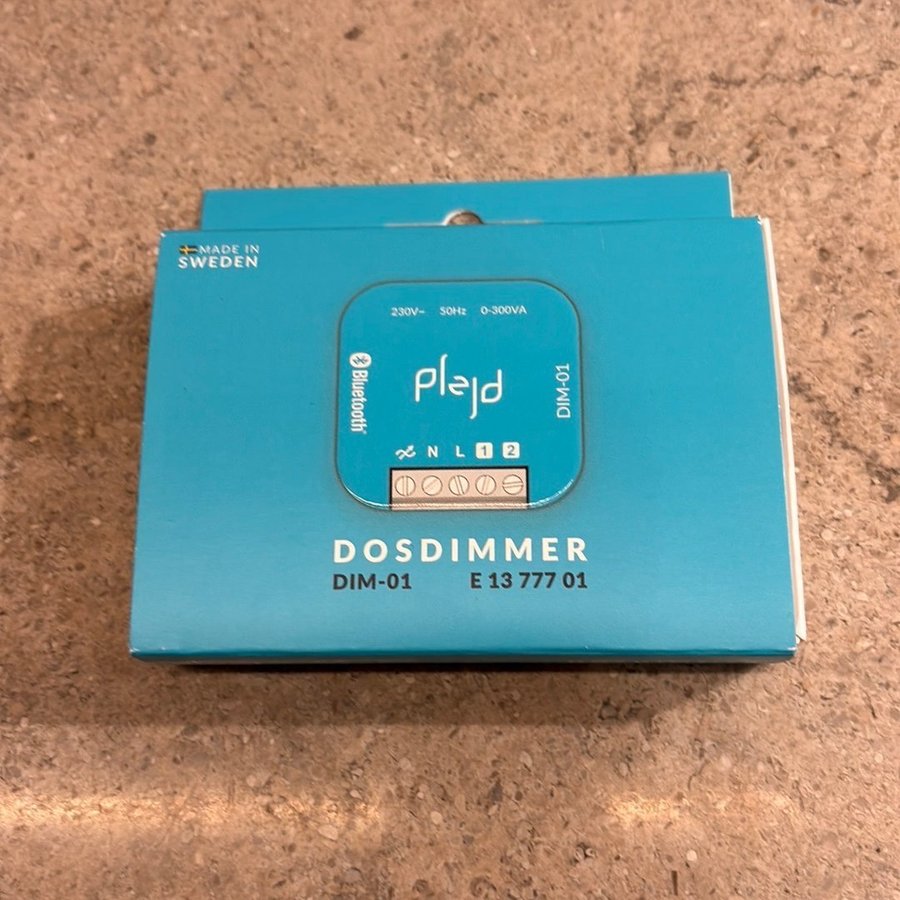 MADE IN
SWEDEN
230V~ 50Hz 0-300VA
Bluetooth®
plejd
DIM-01
N L 1 2
DOSDIMMER
DIM-01 E 13 777 01